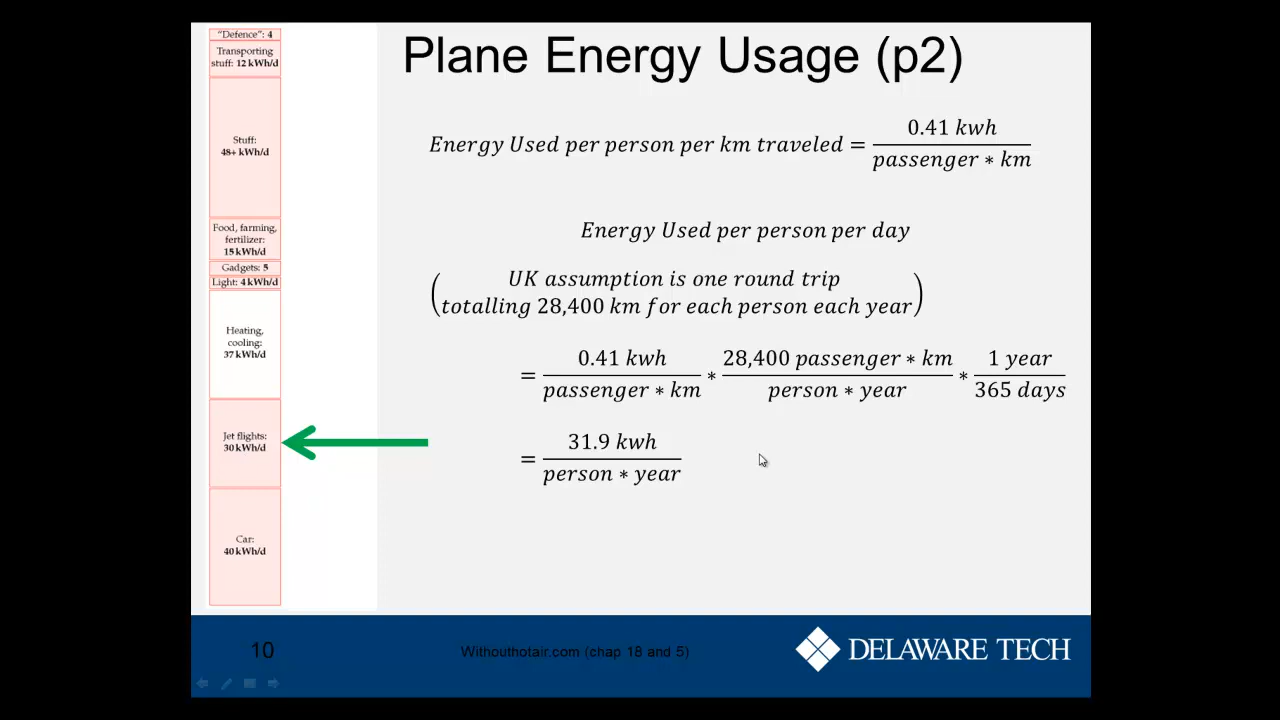 Plane Energy Usage (p2)
"Defence": 4
Transporting
stuff: 12 kWh/d
Stuff:
48+ kWh/d
Food, farming,
fertilizer:
15 kWh/d
Gadgets: 5
Light: 4 kWh/d
Heating,
cooling:
37 kWh/d
Jet flights:
30 kWh/d
Car:
40 kWh/d
Energy Used per person per km traveled = 0.41 kwh / passenger * km
Energy Used per person per day
(UK assumption is one round trip
totalling 28,400 km for each person each year)
= 0.41 kwh / passenger * km * 28,400 passenger * km / person * year * 1 year / 365 days
= 31.9 kwh / person * year
10
Withouthotair.com (chap 18 and 5)
DELAWARE TECH